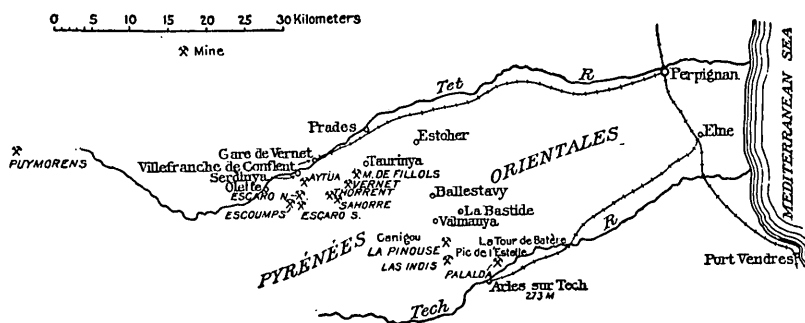 0 5 10 15 20 25 30 Kilometers
Mine
MEDITERRANEAN SEA
Tet R
Perpignan
Prades
Estoher
Elne
ORIENTALES
Gare de Vernet
PUYMORENS
Villefranche de Conflent
Taurinya
Serdinya
AYTUA
M. DE FILLOLS
Olette
VERNET
ESCARO N.
THORRENT
Ballestavy
SAHORRE
ESCOUMPS
ESCARO S.
La Bastide
R
Valmanya
PYRÉNÉES
Canigou
La Tour de Batère
LA PINOUSE
Pic de l'Estelle
Port Vendres
LAS INDIS
PALALDA
Arles sur Tech
273 M
Tech